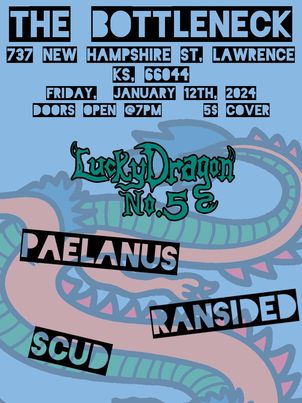 THE BOTTLENECK
737 NEW HAMPSHIRE ST, LAWRENCE
KS, 66044
FRIDAY, JANUARY 12TH, 2024
DOORS OPEN @7PM 5$ COVER
Lucky Dragon
No. 5
PAELANUS
RANSIDED
SCUD